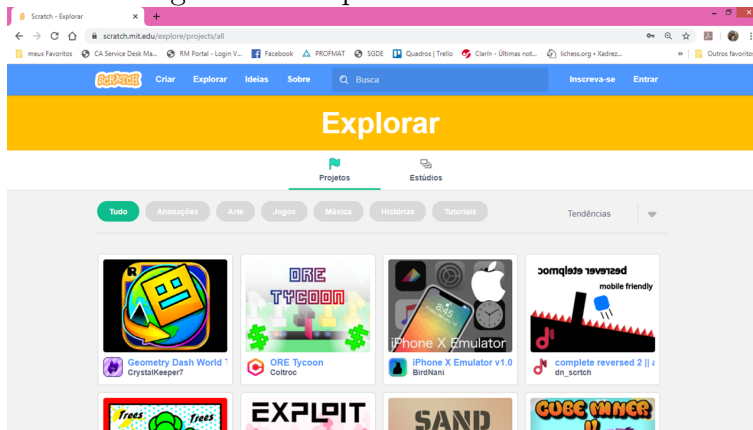 Scratch - Explorar
scratch.mit.edu/explore/projects/all
meus Favoritos CA Service Desk Ma... RM Portal - Login V... Facebook PROFMAT SGDE Quadros | Trello Clarín - Últimas not... lichess.org • Xadrez... » Outros favoritos
SCRATCH Criar Explorar Ideias Sobre Busca Inscreva-se Entrar
Explorar
Projetos Estúdios
Tudo Animações Arte Jogos Música Histórias Tutoriais Tendências
R
ORE
TYCOON
iPhone X Emulator
complete reversed
mobile friendly
Geometry Dash World
CrystalKeeper7
ORE Tycoon
Coltroc
iPhone X Emulator v1.0
BirdNani
complete reversed 2 ||
dn_scrtch
Trees Trees
EXPLOIT
SAND
CUBE MINER